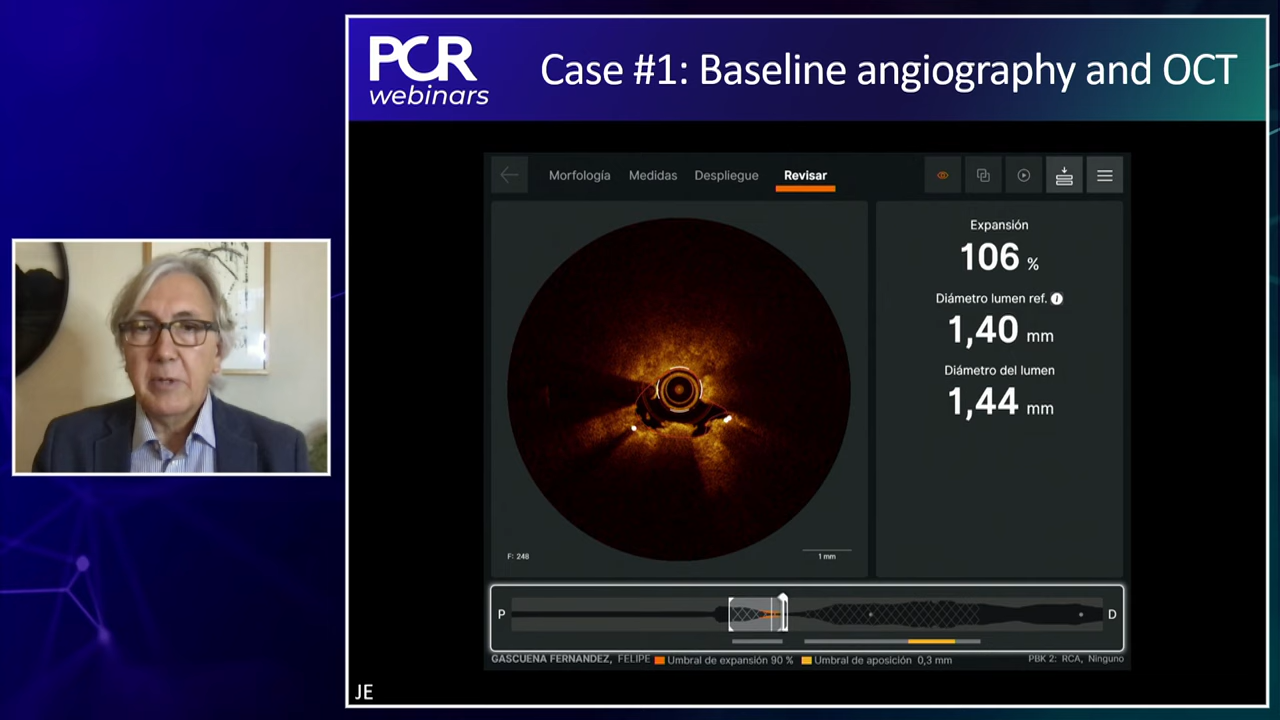 PCR
webinars
Case #1: Baseline angiography and OCT
Morfología Medidas Despliegue Revisar
Expansión
106 %
Diámetro lumen ref. i
1,40 mm
Diámetro del lumen
1,44 mm
F: 248
1 mm
P
D
GASCUENA FERNANDEZ, FELIPE Umbral de expansión 90 % Umbral de aposición 0,3 mm PBK 2: RCA, Ninguno
JE